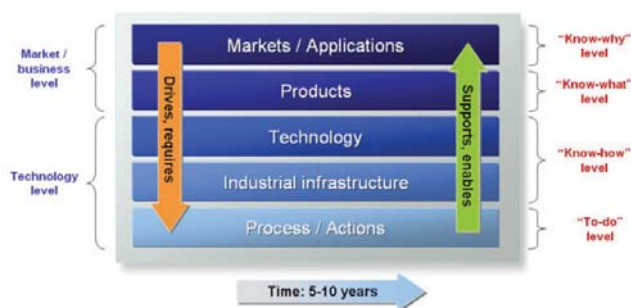 Market /
business
level
Technology
level
Markets / Applications
Products
Technology
Industrial infrastructure
Process / Actions
Drives, requires
Supports, enables
“Know-why”
level
“Know-what”
level
“Know-how”
level
“To-do”
level
Time: 5-10 years